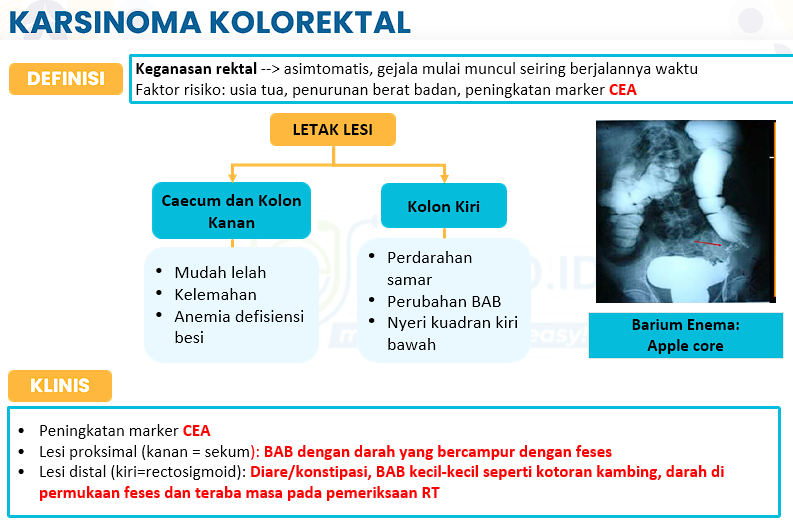 KARSINOMA KOLOREKTAL
DEFINISI
Keganasan rektal --> asimtomatis, gejala mulai muncul seiring berjalannya waktu
Faktor risiko: usia tua, penurunan berat badan, peningkatan marker CEA
LETAK LESI
Caecum dan Kolon
Kanan
• Mudah lelah
• Kelemahan
• Anemia defisiensi
besi
Kolon Kiri
• Perdarahan
samar
• Perubahan BAB
• Nyeri kuadran kiri
bawah
Barium Enema:
Apple core
KLINIS
• Peningkatan marker CEA
• Lesi proksimal (kanan = sekum): BAB dengan darah yang bercampur dengan feses
• Lesi distal (kiri=rectosigmoid): Diare/konstipasi, BAB kecil-kecil seperti kotoran kambing, darah di
permukaan feses dan teraba masa pada pemeriksaan RT